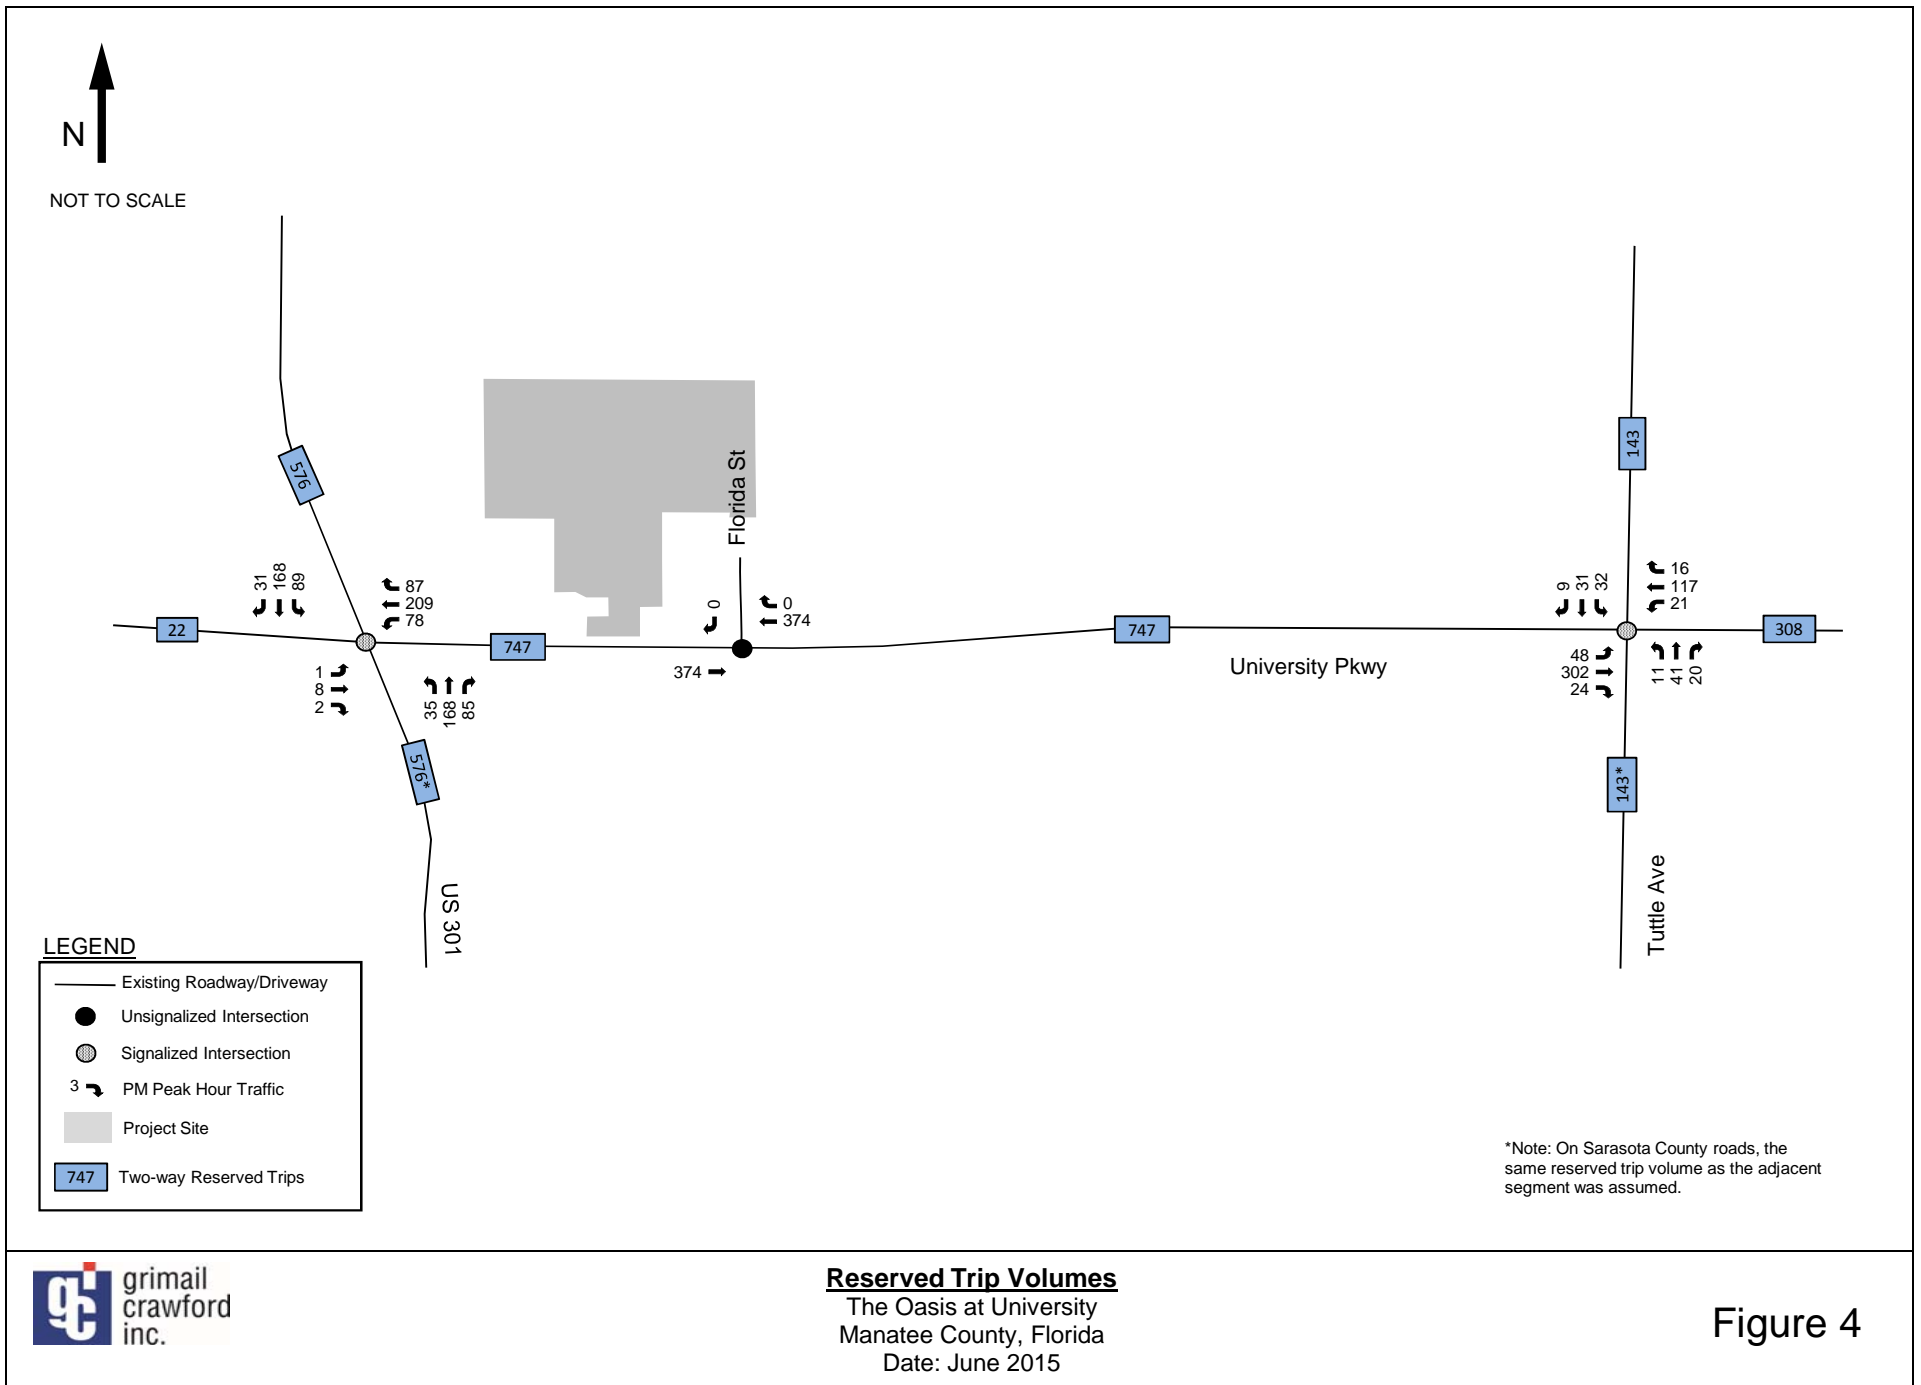 N
NOT TO SCALE
576
22
31
168
89
87
209
78
1
8
2
35
168
85
576*
US 301
747
Florida St
0
0
374
374
747
University Pkwy
143
9
31
32
16
117
21
308
48
302
24
11
41
20
143*
Tuttle Ave
LEGEND
Existing Roadway/Driveway
Unsignalized Intersection
Signalized Intersection
3 PM Peak Hour Traffic
Project Site
747 Two-way Reserved Trips
*Note: On Sarasota County roads, the
same reserved trip volume as the adjacent
segment was assumed.
gc
grimail
crawford
inc.
Reserved Trip Volumes
The Oasis at University
Manatee County, Florida
Date: June 2015
Figure 4